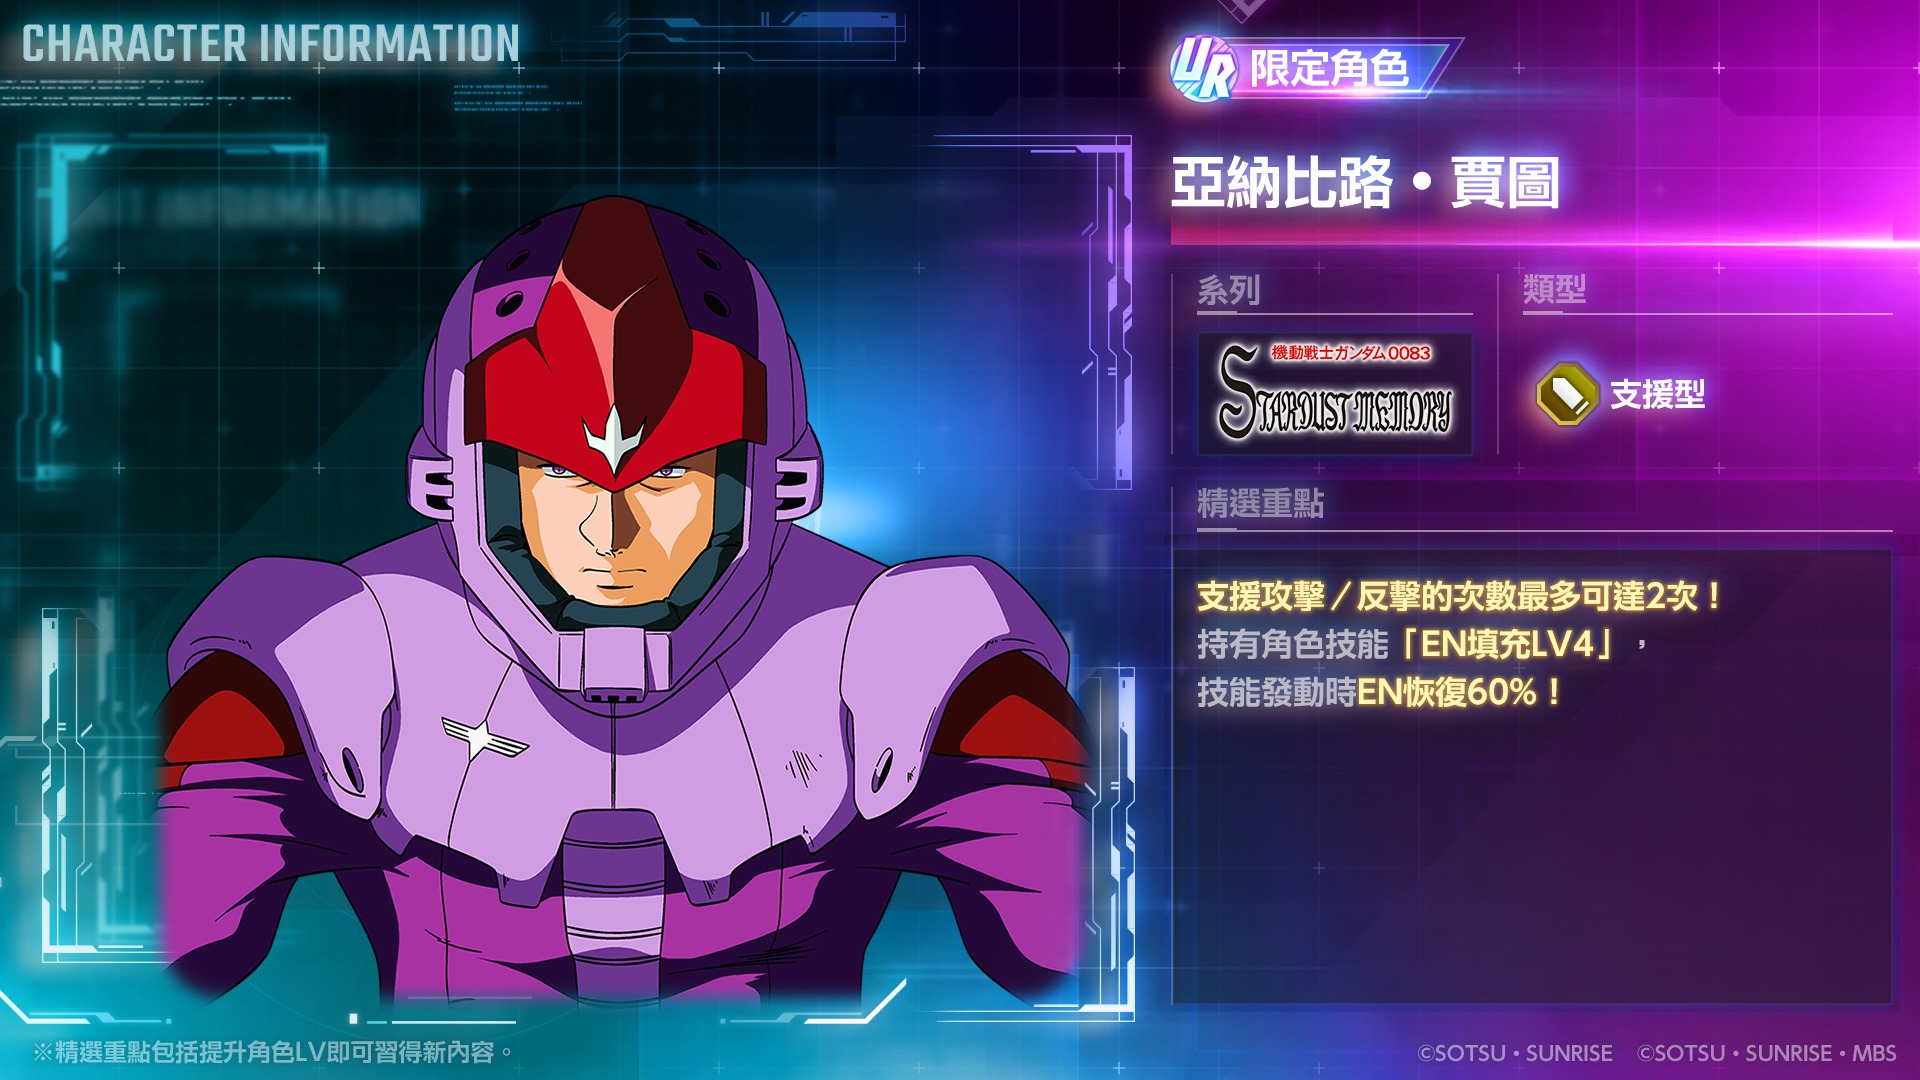 CHARACTER INFORMATION
UR 限定角色
亞納比路・賈圖
系列
類型
機動戦士ガンダム0083
STARDUST MEMORY
支援型
精選重點
支援攻擊／反擊的次數最多可達2次！
持有角色技能「EN填充LV4」，
技能發動時EN恢復60%！
※精選重點包括提升角色LV即可習得新內容。
©SOTSU・SUNRISE ©SOTSU・SUNRISE・MBS